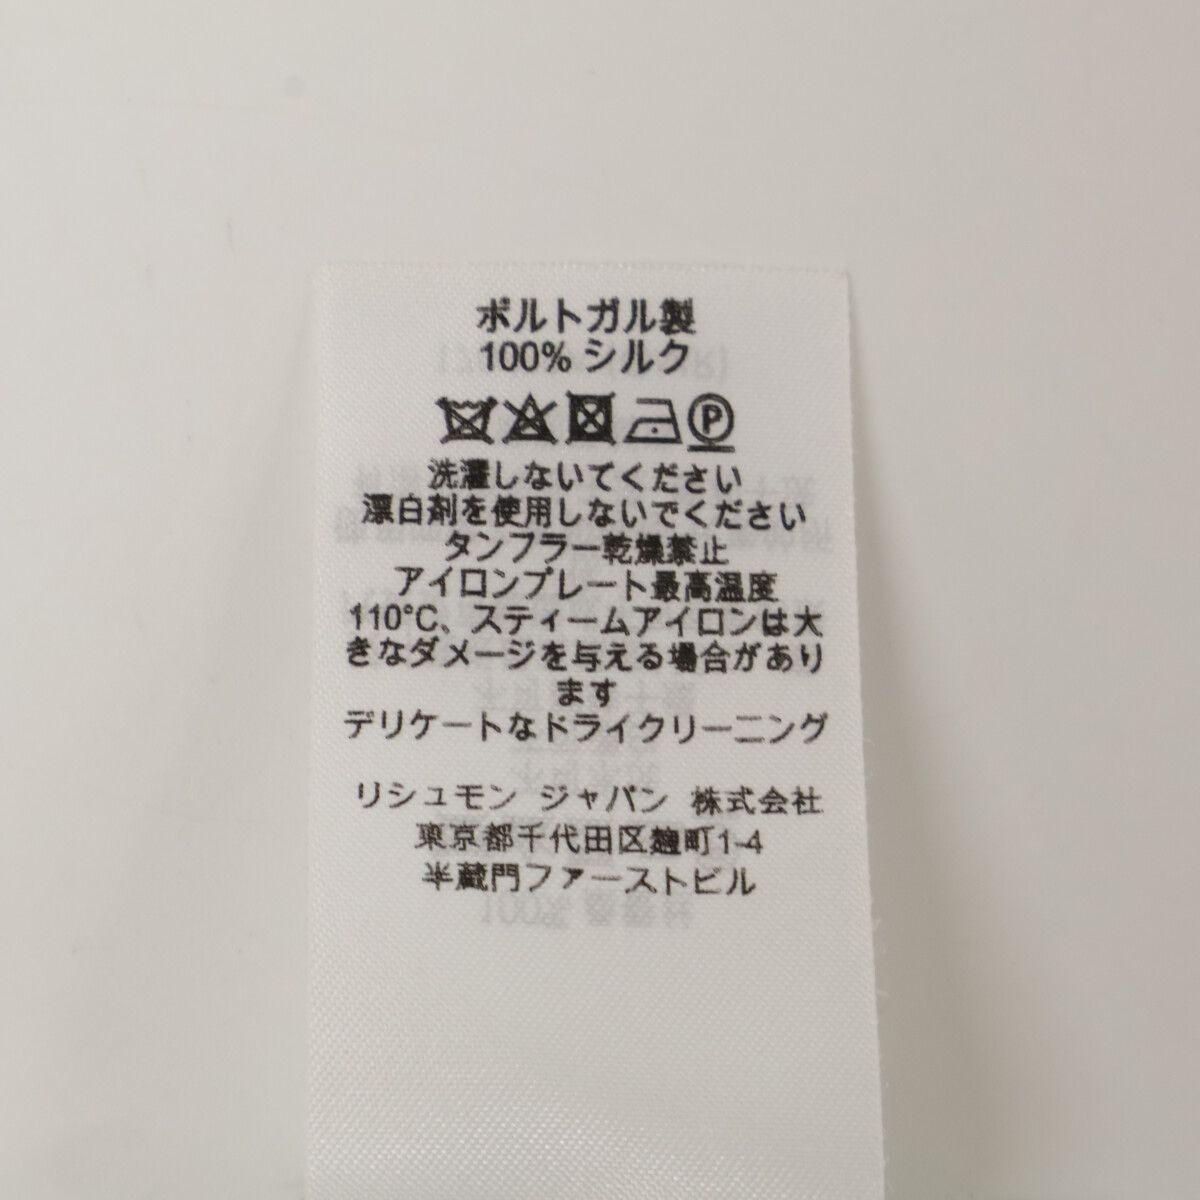 ポルトガル製
100% シルク
P
洗濯しないでください
漂白剤を使用しないでください
タンブラー乾燥禁止
アイロンプレート最高温度
110°C、スティームアイロンは大
きなダメージを与える場合があり
ます
デリケートなドライクリーニング
リシュモン ジャパン 株式会社
東京都千代田区麹町1-4
半蔵門ファーストビル